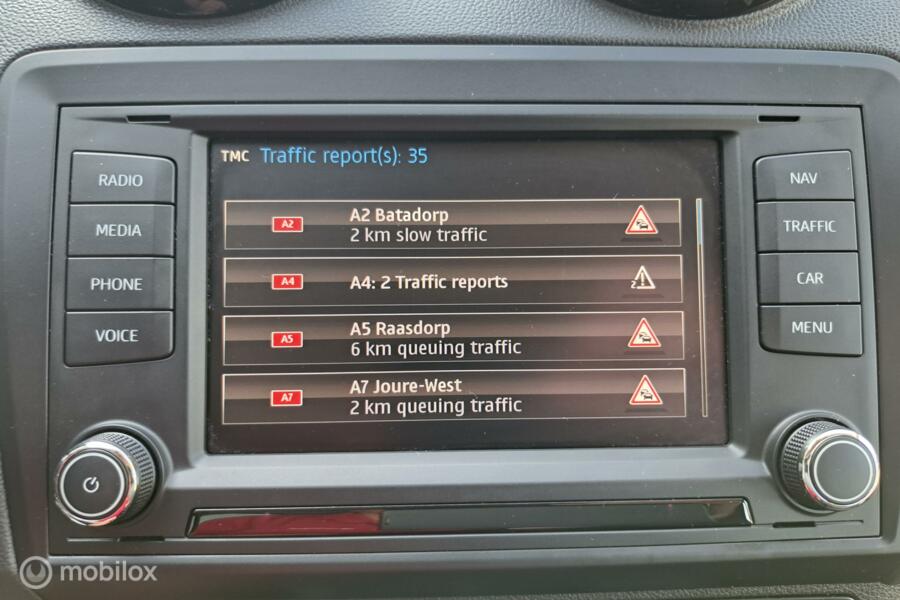 TMC Traffic report(s): 35
RADIO
MEDIA
PHONE
VOICE
A2
A2 Batadorp
2 km slow traffic
A4
A4: 2 Traffic reports
A5
A5 Raasdorp
6 km queuing traffic
A7
A7 Joure-West
2 km queuing traffic
NAV
TRAFFIC
CAR
MENU
mobilox